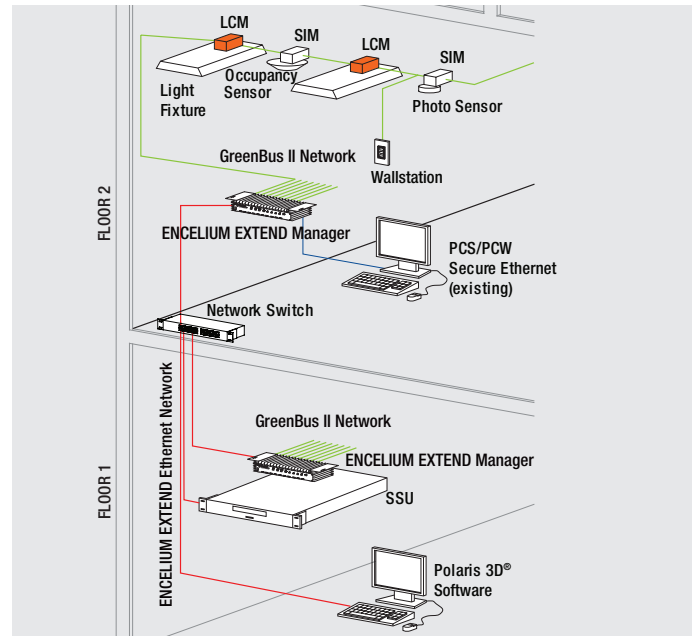 LCM
SIM
LCM
SIM
Light
Fixture
Occupancy
Sensor
Photo Sensor
GreenBus II Network
Wallstation
ENCELIUM EXTEND Manager
PCS/PCW
Secure Ethernet
(existing)
FLOOR 2
Network Switch
GreenBus II Network
ENCELIUM EXTEND Manager
SSU
ENCELIUM EXTEND Ethernet Network
FLOOR 1
Polaris 3D®
Software